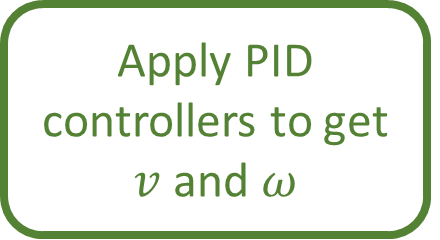 Apply PID
controllers to get
𝑣 and 𝜔